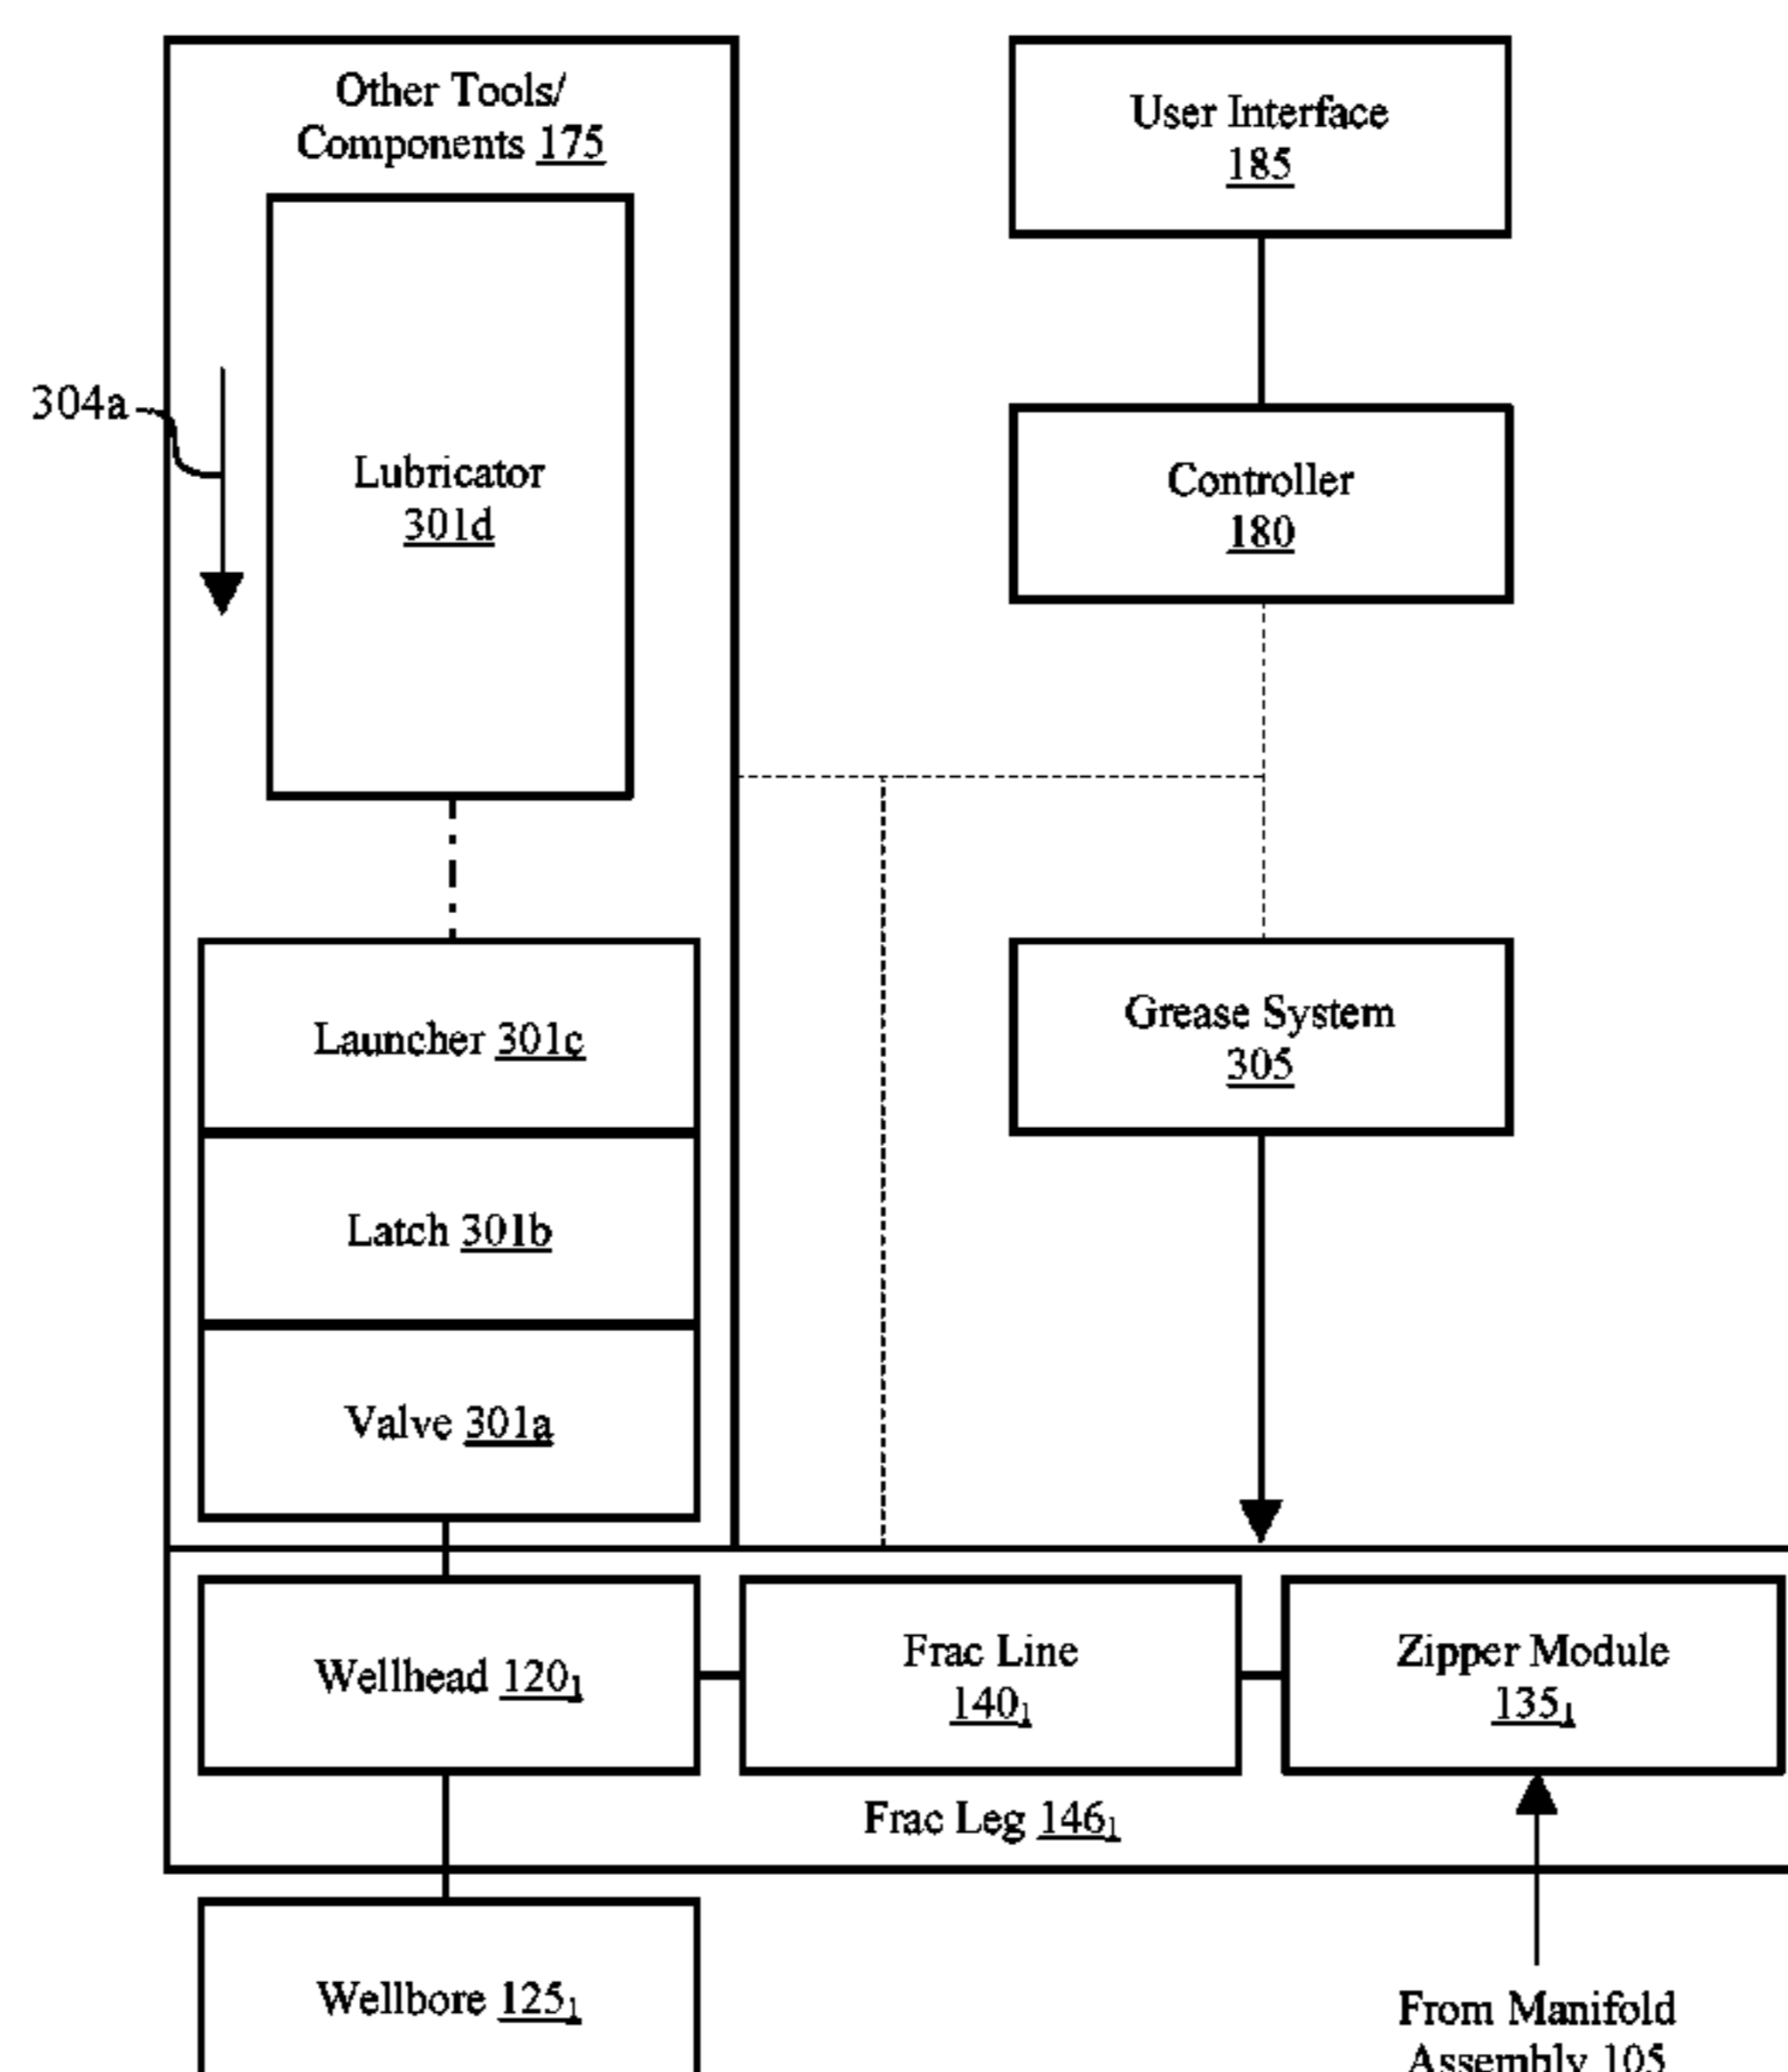 Other Tools/
Components 175
User Interface
185
304a
Lubricator
301d
Controller
180
Launcher 301c
Grease System
305
Latch 301b
Valve 301a
Wellhead 120₁
Frac Line
140₁
Zipper Module
135₁
Frac Leg 146₁
Wellbore 125₁
From Manifold
Assembly 105